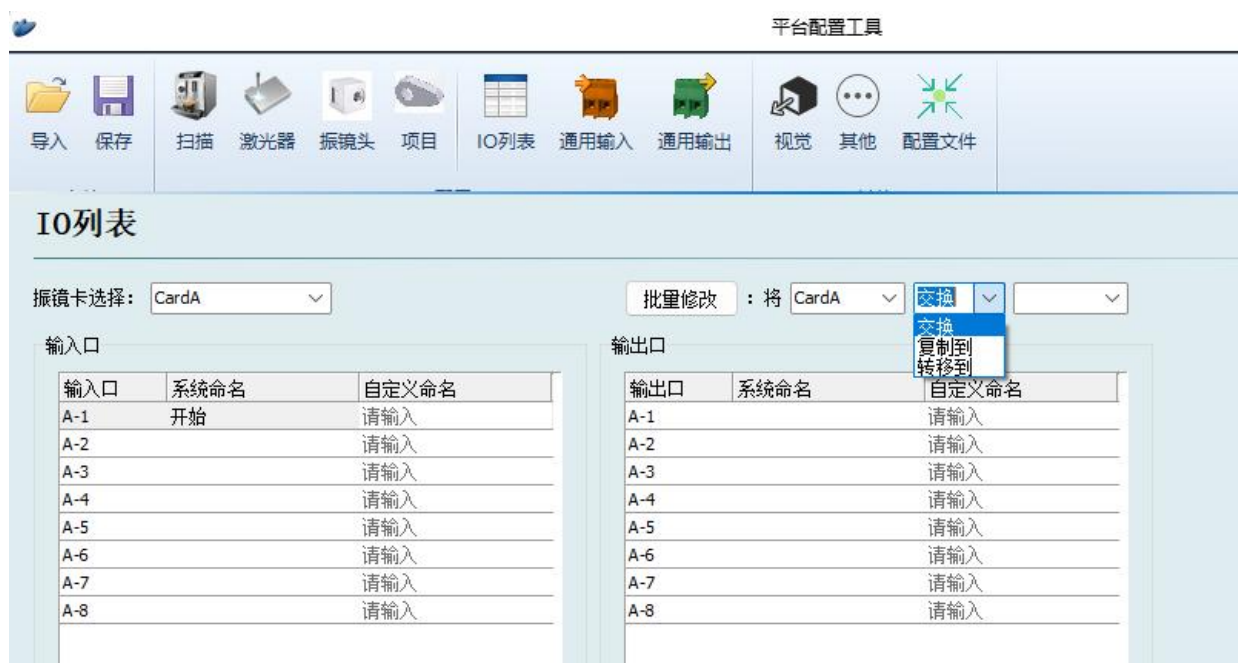 平台配置工具
导入 保存 扫描 激光器 振镜头 项目 IO列表 通用输入 通用输出 视觉 其他 配置文件
IO列表
振镜卡选择： CardA 批量修改 ：将 CardA 交换
交换
复制到
转移到
输入口 输出口
输入口 系统命名 自定义命名 输出口 系统命名 自定义命名
A-1 开始 请输入 A-1 请输入
A-2 请输入 A-2 请输入
A-3 请输入 A-3 请输入
A-4 请输入 A-4 请输入
A-5 请输入 A-5 请输入
A-6 请输入 A-6 请输入
A-7 请输入 A-7 请输入
A-8 请输入 A-8 请输入